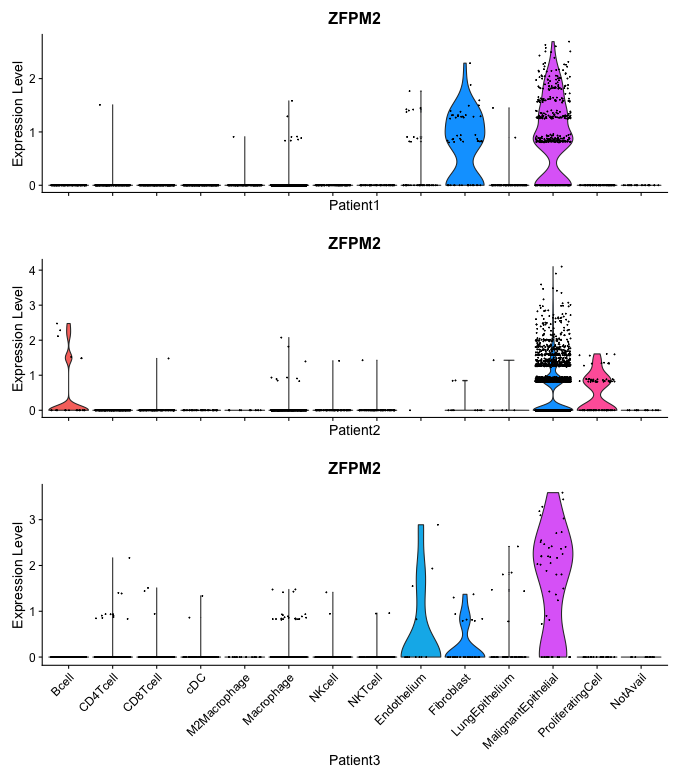 ZFPM2
Expression Level
2
1
0
Patient1
ZFPM2
Expression Level
4
3
2
1
0
Patient2
ZFPM2
Expression Level
3
2
1
0
Bcell
CD4Tcell
CD8Tcell
cDC
M2Macrophage
Macrophage
NKcell
NKTcell
Endothelium
Fibroblast
LungEpithelium
MalignantEpithelial
ProliferatingCell
NotAvail
Patient3